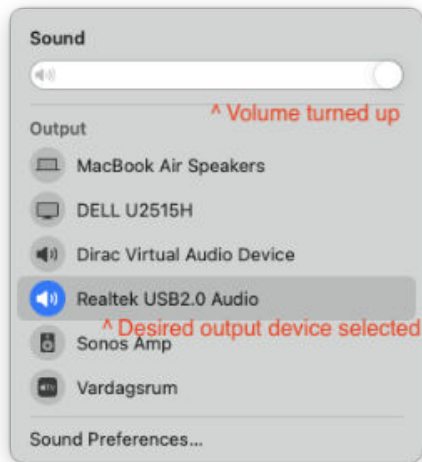 Sound
^ Volume turned up
Output
MacBook Air Speakers
DELL U2515H
Dirac Virtual Audio Device
Realtek USB2.0 Audio
^ Desired output device selected
Sonos Amp
Vardagsrum
Sound Preferences...